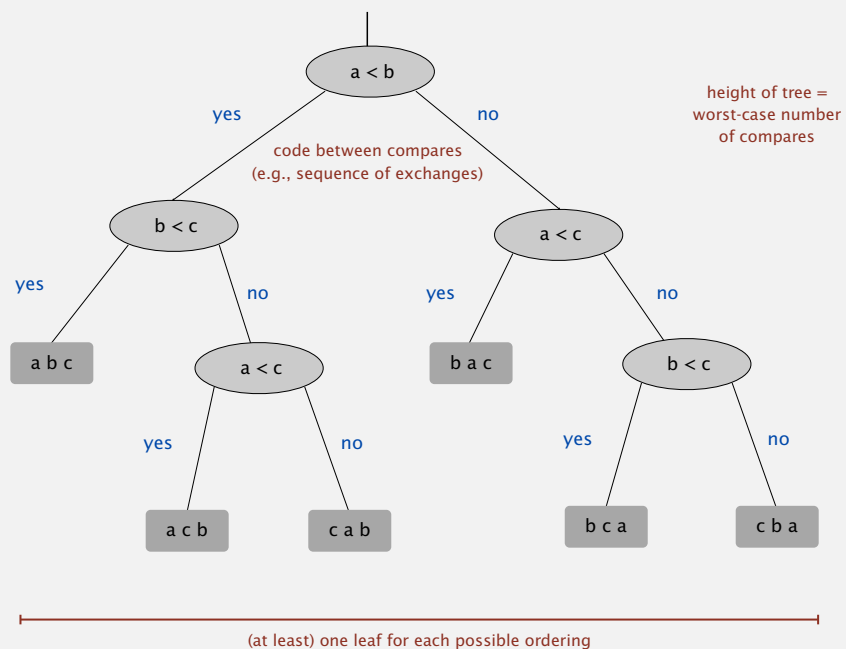 a < b
height of tree =
worst-case number
of compares
yes
no
code between compares
(e.g., sequence of exchanges)
b < c
a < c
yes
no
yes
no
a b c
a < c
b a c
b < c
yes
no
yes
no
a c b
c a b
b c a
c b a
(at least) one leaf for each possible ordering